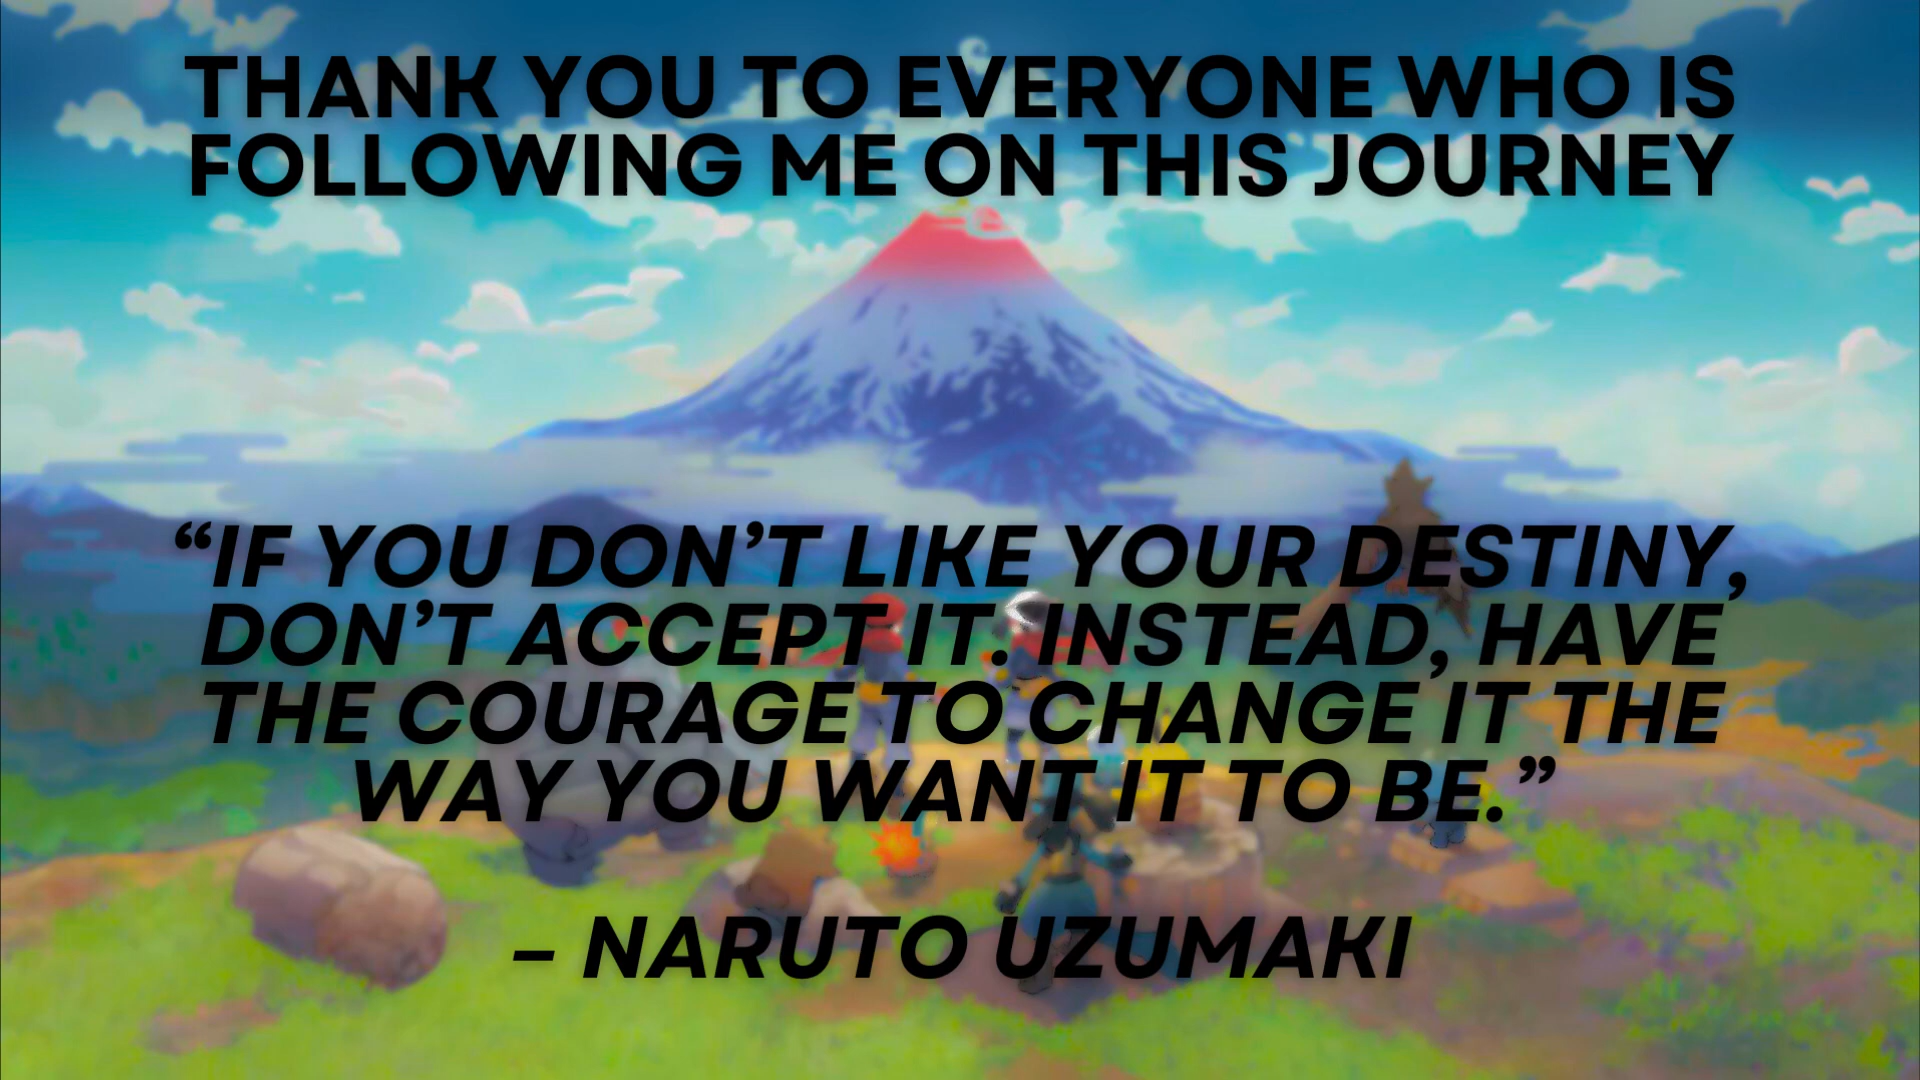 THANK YOU TO EVERYONE WHO IS
FOLLOWING ME ON THIS JOURNEY
“IF YOU DON’T LIKE YOUR DESTINY,
DON’T ACCEPT IT. INSTEAD, HAVE
THE COURAGE TO CHANGE IT THE
WAY YOU WANT IT TO BE.”
– NARUTO UZUMAKI